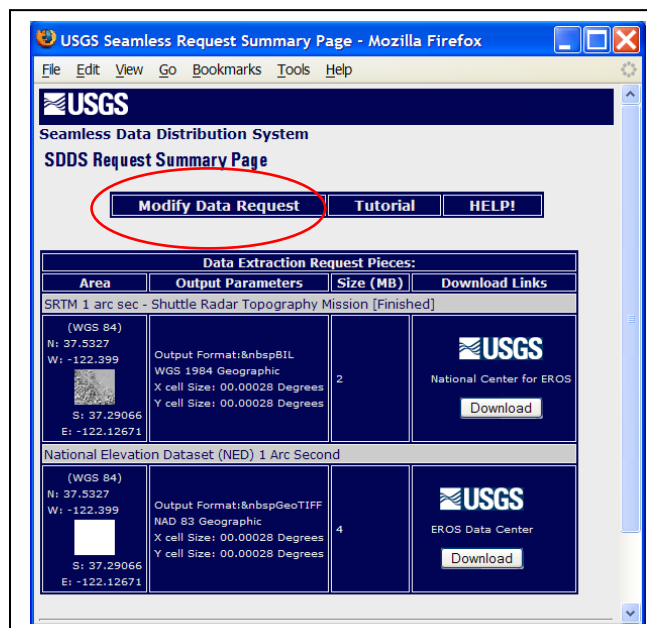 USGS Seamless Request Summary Page - Mozilla Firefox
File Edit View Go Bookmarks Tools Help
USGS
Seamless Data Distribution System
SDDS Request Summary Page
Modify Data Request Tutorial HELP!
Data Extraction Request Pieces:
Area Output Parameters Size (MB) Download Links
SRTM 1 arc sec - Shuttle Radar Topography Mission [Finished]
(WGS 84)
N: 37.5327
W: -122.399
S: 37.29066
E: -122.12671
Output Format:&nbspBIL
WGS 1984 Geographic
X cell Size: 00.00028 Degrees
Y cell Size: 00.00028 Degrees
2
USGS
National Center for EROS
Download
National Elevation Dataset (NED) 1 Arc Second
(WGS 84)
N: 37.5327
W: -122.399
S: 37.29066
E: -122.12671
Output Format:&nbspGeoTIFF
NAD 83 Geographic
X cell Size: 00.00028 Degrees
Y cell Size: 00.00028 Degrees
4
USGS
EROS Data Center
Download